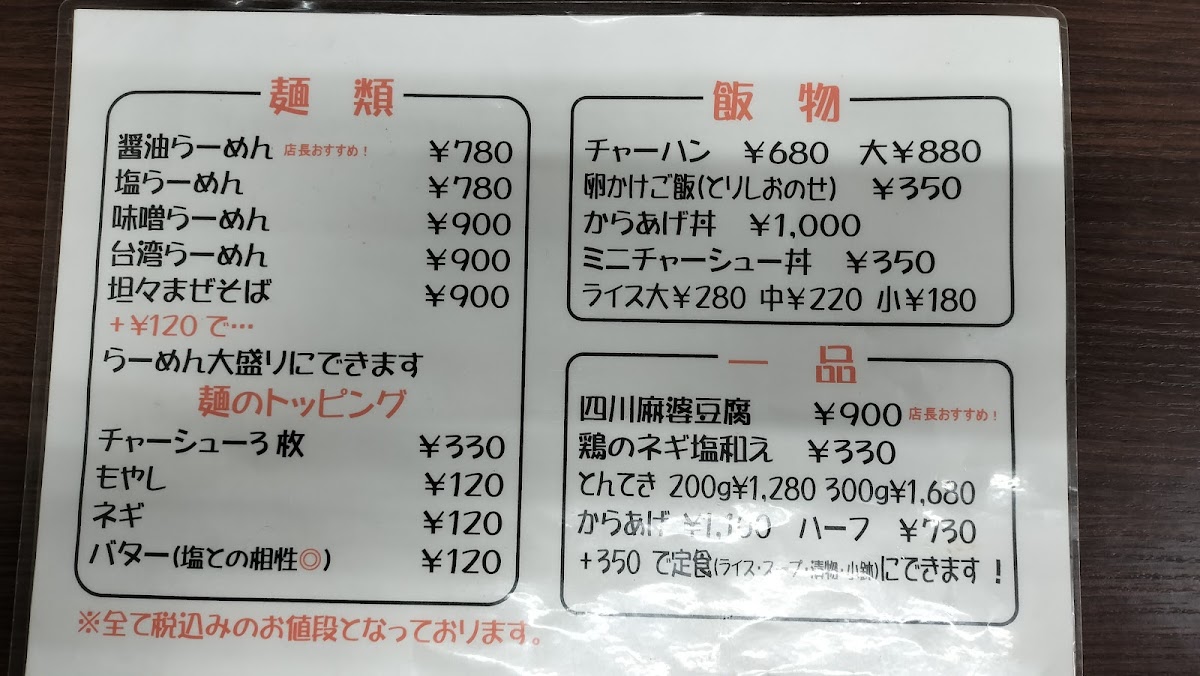 麺類
醤油らーめん 店長おすすめ! ¥780
塩らーめん ¥780
味噌らーめん ¥900
台湾らーめん ¥900
坦々まぜそば ¥900
+¥120で…
らーめん大盛りにできます
麺のトッピング
チャーシュー3枚 ¥330
もやし ¥120
ネギ ¥120
バター(塩との相性◎) ¥120
※全て税込みのお値段となっております。
飯物
チャーハン ¥680 大¥880
卵かけご飯(とりしおのせ) ¥350
からあげ丼 ¥1,000
ミニチャーシュー丼 ¥350
ライス大¥280 中¥220 小¥180
一品
四川麻婆豆腐 ¥900 店長おすすめ!
鶏のネギ塩和え ¥330
とんてき 200g¥1,280 300g¥1,680
からあげ ハーフ ¥730
+350 で定食(ライス・スープ・漬物・小鉢)にできます!